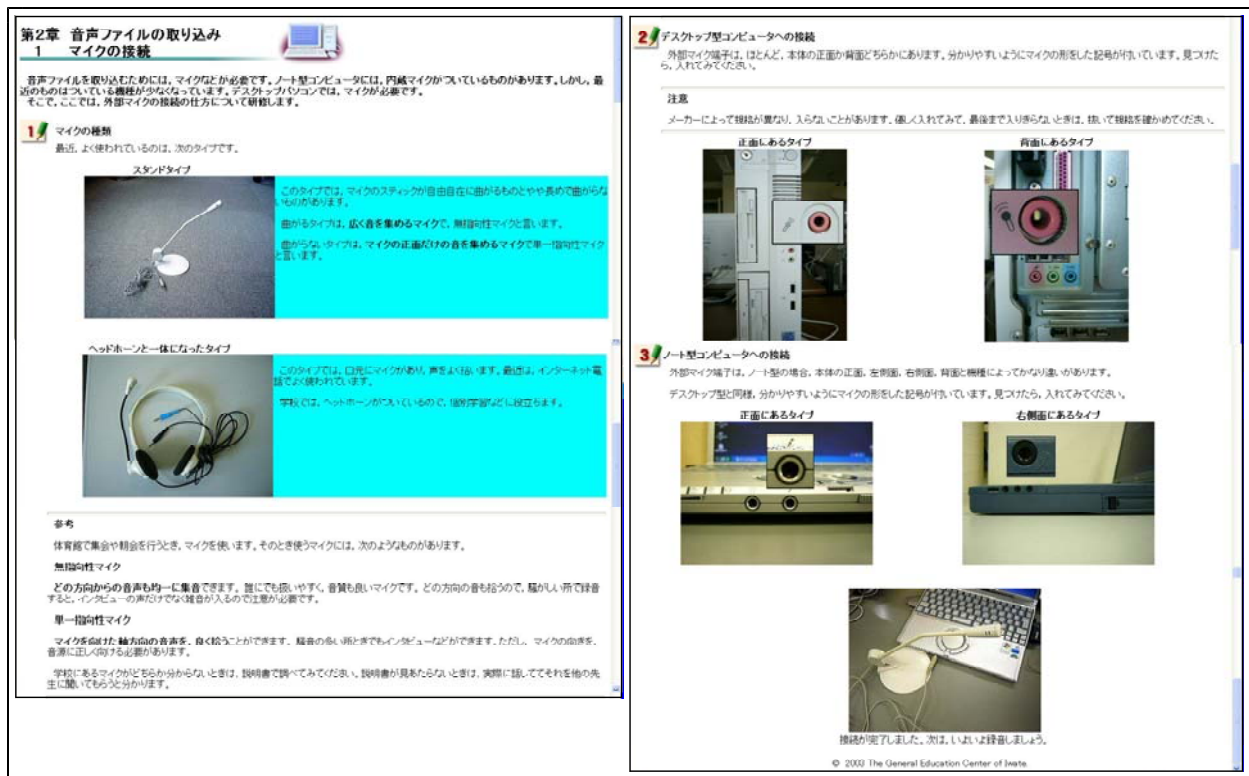 第2章 音声ファイルの取り込み
1 マイクの接続
音声ファイルを取り込むためには，マイクなどが必要です。ノート型コンピュータには，内蔵マイクがついているものがあります。しかし，最
近のものはついている機種が少なくなっています。デスクトップパソコンでは，マイクが必要です。
そこで，ここでは，外部マイクの接続の仕方について研修します。
1 マイクの種類
最近，よく使われているのは，次のタイプです。
スタンドタイプ
このタイプでは，マイクのスティックが自由自在に曲がるものとやや長めで曲がらな
いものがあります。
曲がるタイプは，広く音を集めるマイクで，無指向性マイクと言います。
曲がらないタイプは，マイクの正面だけの音を集めるマイクで単一指向性マイク
と言います。
ヘッドホーンと一体になったタイプ
このタイプでは，口元にマイクがあり，声をよく拾います。最近は，インターネット電
話でよく使われています。
学校では，ヘッドホーンがついているので，個別学習などに役立ちます。
参考
体育館で集会や朝会を行うとき，マイクを使います。そのとき使うマイクには，次のようなものがあります。
無指向性マイク
どの方向からの音声も均一に集音できます。誰にでも扱いやすく，音質も良いマイクです。どの方向の音も拾うので，騒がしい所で録音
すると，インタビューの声だけでなく雑音が入るので注意が必要です。
単一指向性マイク
マイクを向けた軸方向の音声を，良く拾うことができます。騒音の多い所ときでもインタビューなどができます。ただし，マイクの向きを，
音源に正しく向ける必要があります。
学校にあるマイクがどちらか分からないときは，説明書で調べてみてください。説明書が見あたらないときは，実際に話しててそれを他の先
生に聞いてもらうと分かります。
2 デスクトップ型コンピュータへの接続
外部マイク端子は，ほとんど，本体の正面か背面どちらかにあります。分かりやすいようにマイクの形をした記号が付いています。見つけた
ら，入れてみてください。
注意
メーカーによって規格が異なり，入らないことがあります。優しく入れてみて，最後まで入りきらないときは，抜いて規格を確かめてください。
正面にあるタイプ
背面にあるタイプ
3 ノート型コンピュータへの接続
外部マイク端子は，ノート型の場合，本体の正面，左側面，右側面，背面と機種によってかなり違いがあります。
デスクトップ型と同様，分かりやすいようにマイクの形をした記号が付いています。見つけたら，入れてみてください。
正面にあるタイプ
右側面にあるタイプ
接続が完了しました。次は，いよいよ録音しましょう。
© 2003 The General Education Center of Iwate.